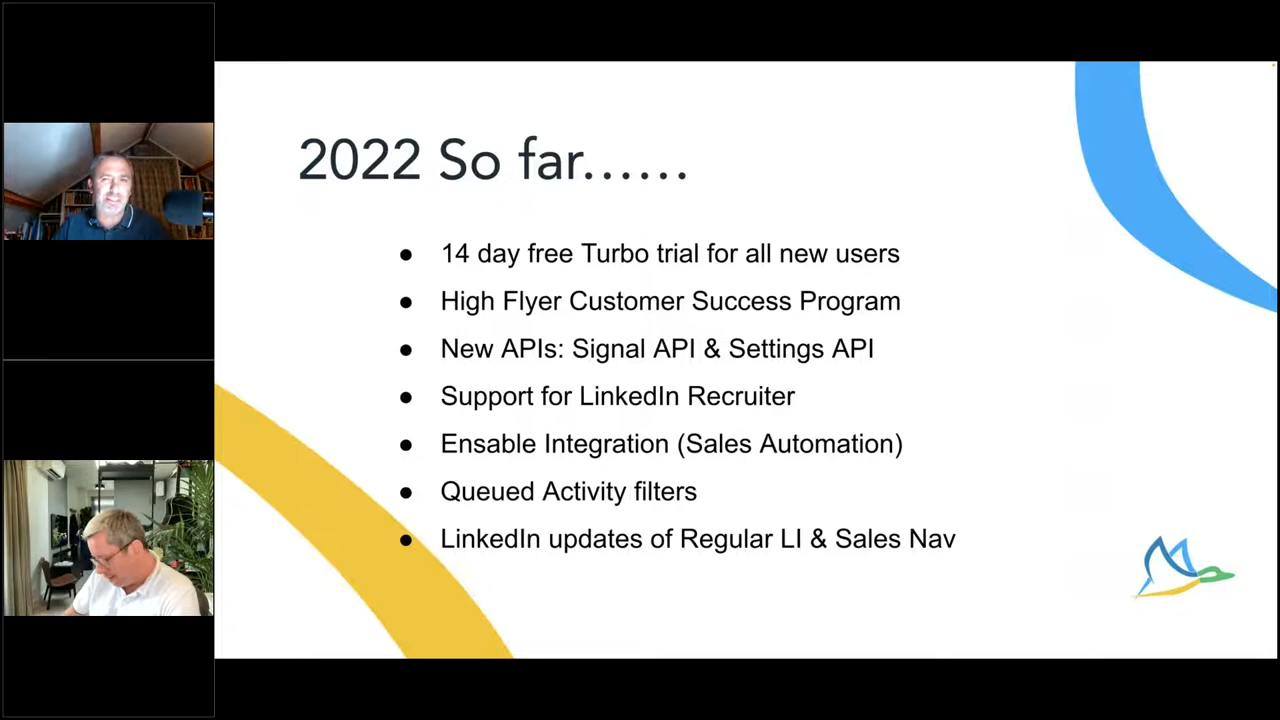 2022 So far......
● 14 day free Turbo trial for all new users
● High Flyer Customer Success Program
● New APIs: Signal API & Settings API
● Support for LinkedIn Recruiter
● Ensable Integration (Sales Automation)
● Queued Activity filters
● LinkedIn updates of Regular LI & Sales Nav